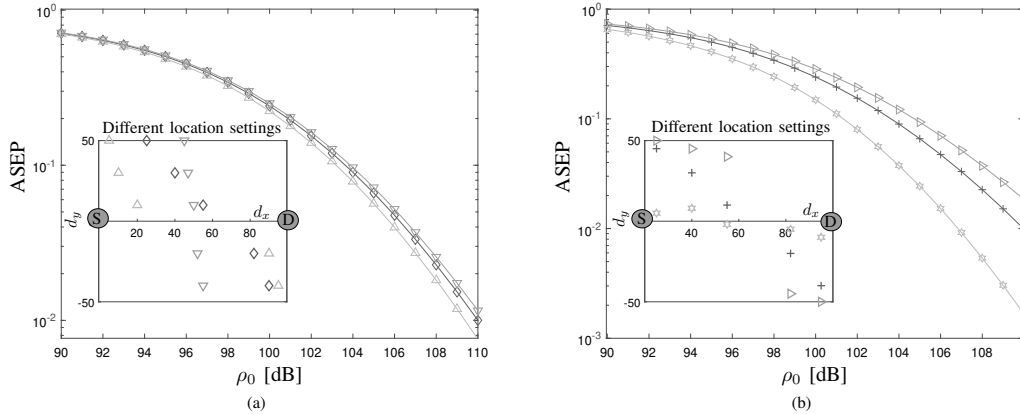 10^0
10^-1
10^-2
ASEP
Different location settings
50
-50
d_y
d_x
S
D
20 40 60 80
90 92 94 96 98 100 102 104 106 108 110
ρ_0 [dB]
(a)
10^0
10^-1
10^-2
10^-3
ASEP
Different location settings
50
-50
d_y
d_x
S
D
20 40 60 80
90 92 94 96 98 100 102 104 106 108
ρ_0 [dB]
(b)